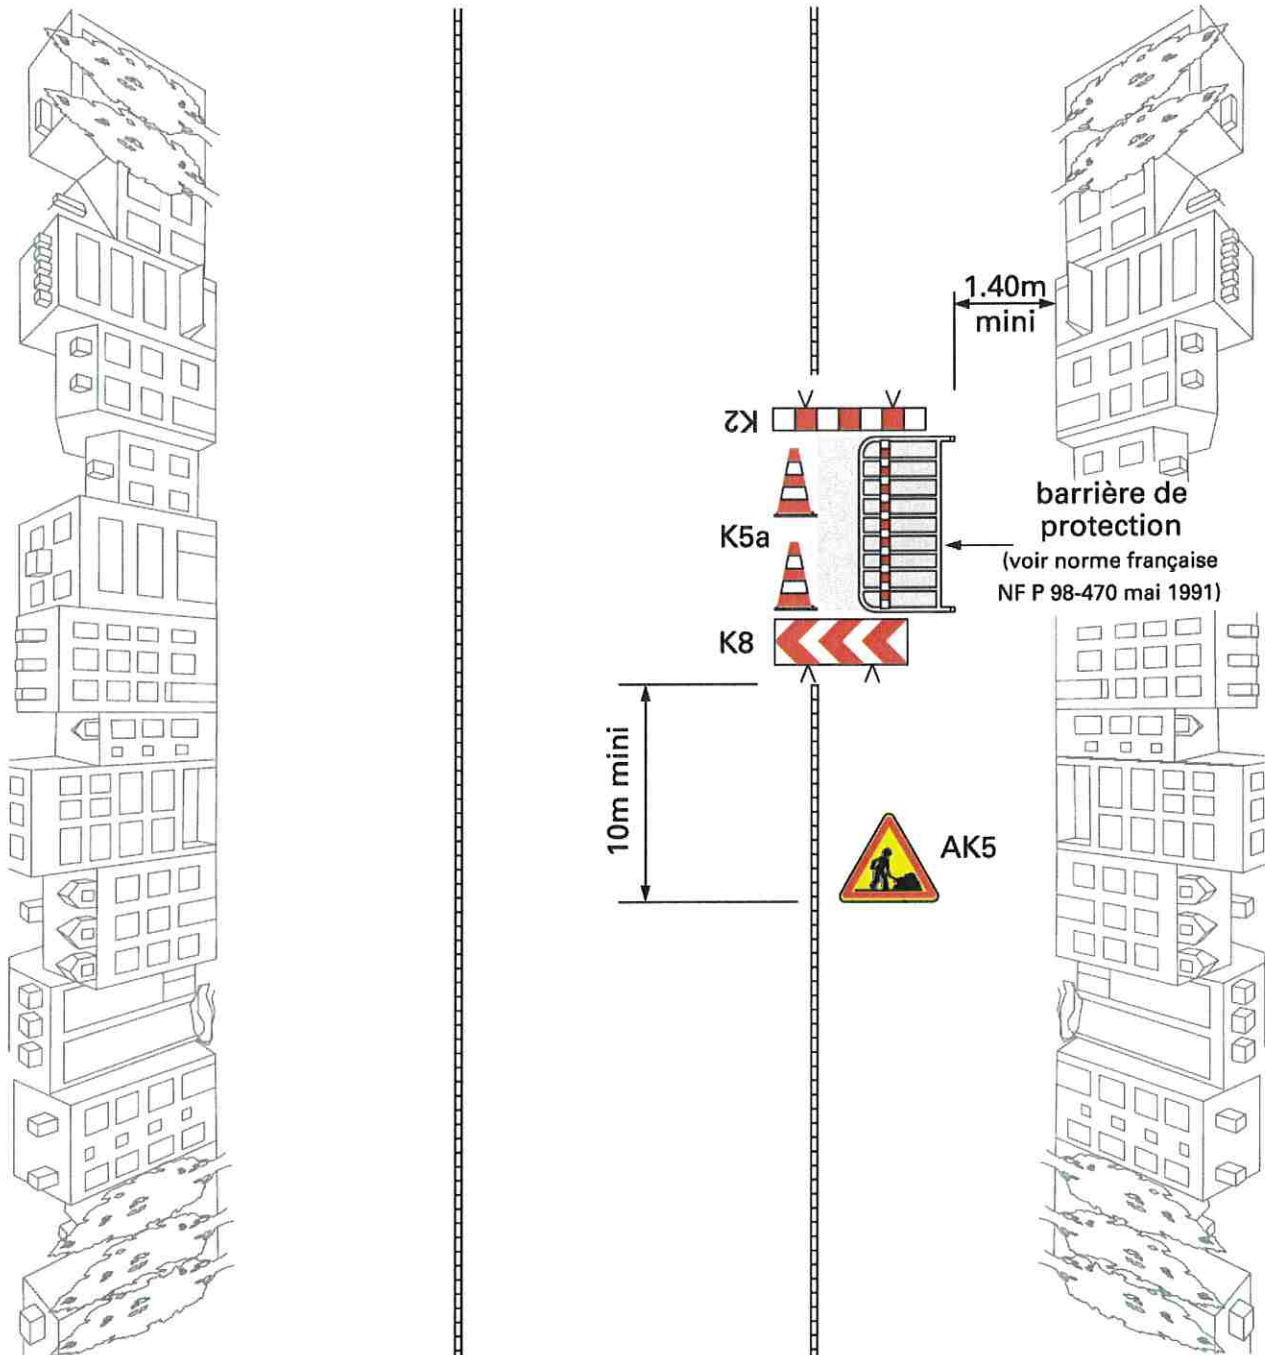 1.40m
mini
K2
K5a
barrière de
protection
(voir norme française
NF P 98-470 mai 1991)
K8
10m mini
AK5